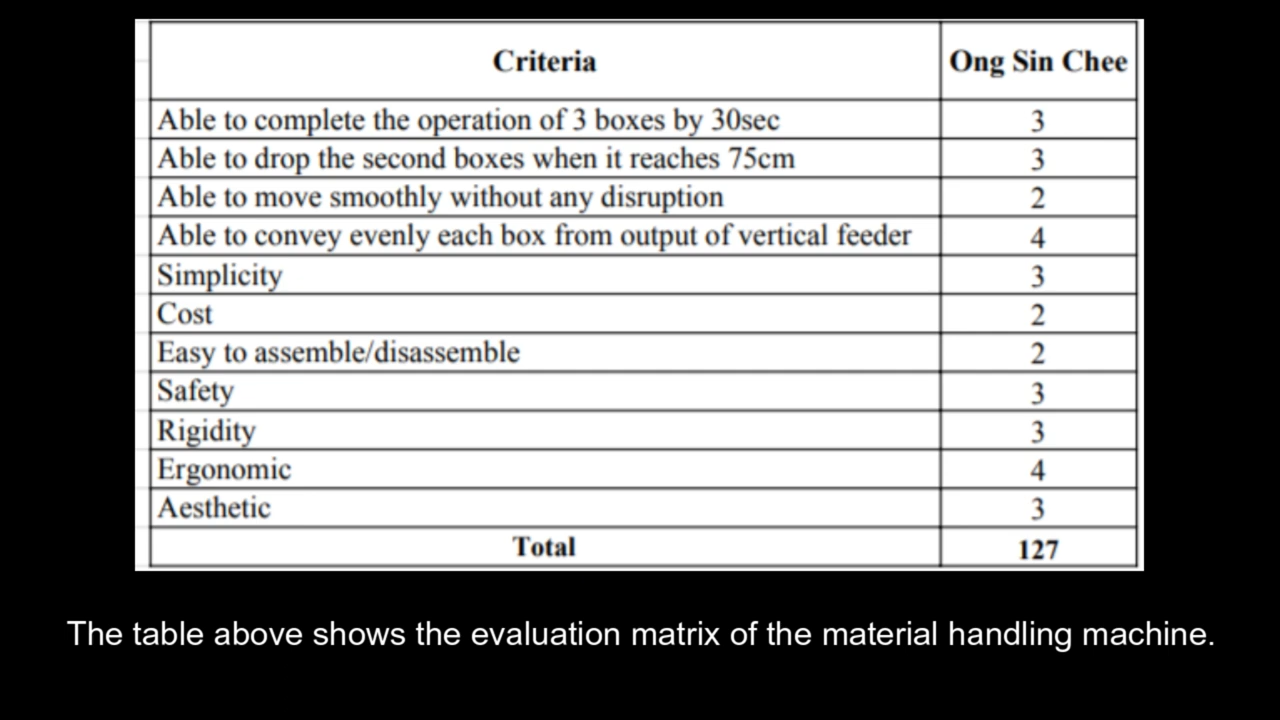 Criteria Ong Sin Chee
Able to complete the operation of 3 boxes by 30sec 3
Able to drop the second boxes when it reaches 75cm 3
Able to move smoothly without any disruption 2
Able to convey evenly each box from output of vertical feeder 4
Simplicity 3
Cost 2
Easy to assemble/disassemble 2
Safety 3
Rigidity 3
Ergonomic 4
Aesthetic 3
Total 127
The table above shows the evaluation matrix of the material handling machine.